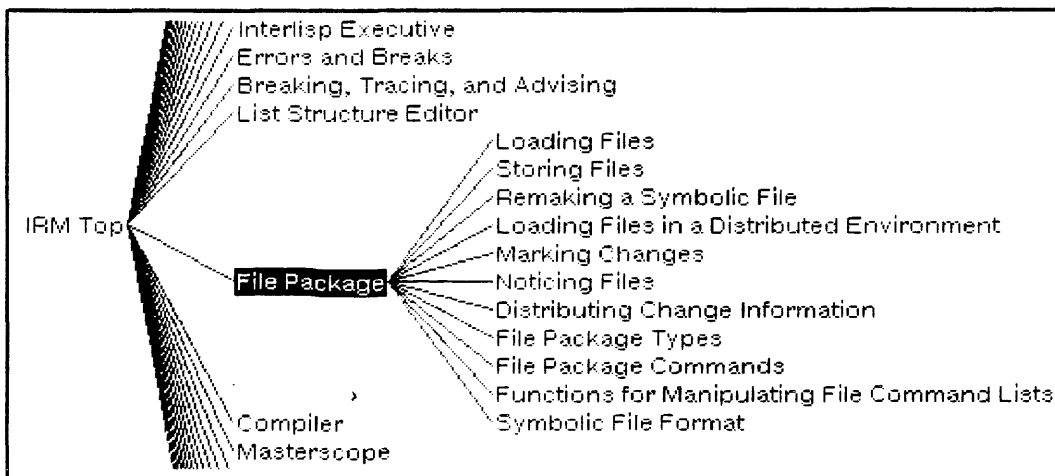 Interlisp Executive
Errors and Breaks
Breaking, Tracing, and Advising
List Structure Editor
Loading Files
Storing Files
Remaking a Symbolic File
IRM Top
Loading Files in a Distributed Environment
Marking Changes
File Package
Noticing Files
Distributing Change Information
File Package Types
File Package Commands
Functions for Manipulating File Command Lists
Compiler
Symbolic File Format
Masterscope